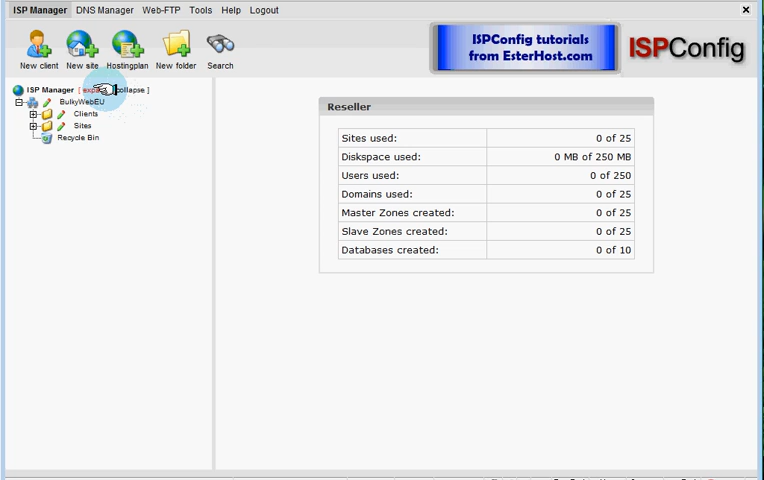 ISP Manager DNS Manager Web-FTP Tools Help Logout
New client New site Hostingplan New folder Search
ISPConfig tutorials
from EsterHost.com
ISPConfig
ISP Manager [ collapse ]
BulkyWebEU
Clients
Sites
Recycle Bin
Reseller
Sites used: 0 of 25
Diskspace used: 0 MB of 250 MB
Users used: 0 of 250
Domains used: 0 of 25
Master Zones created: 0 of 25
Slave Zones created: 0 of 25
Databases created: 0 of 10